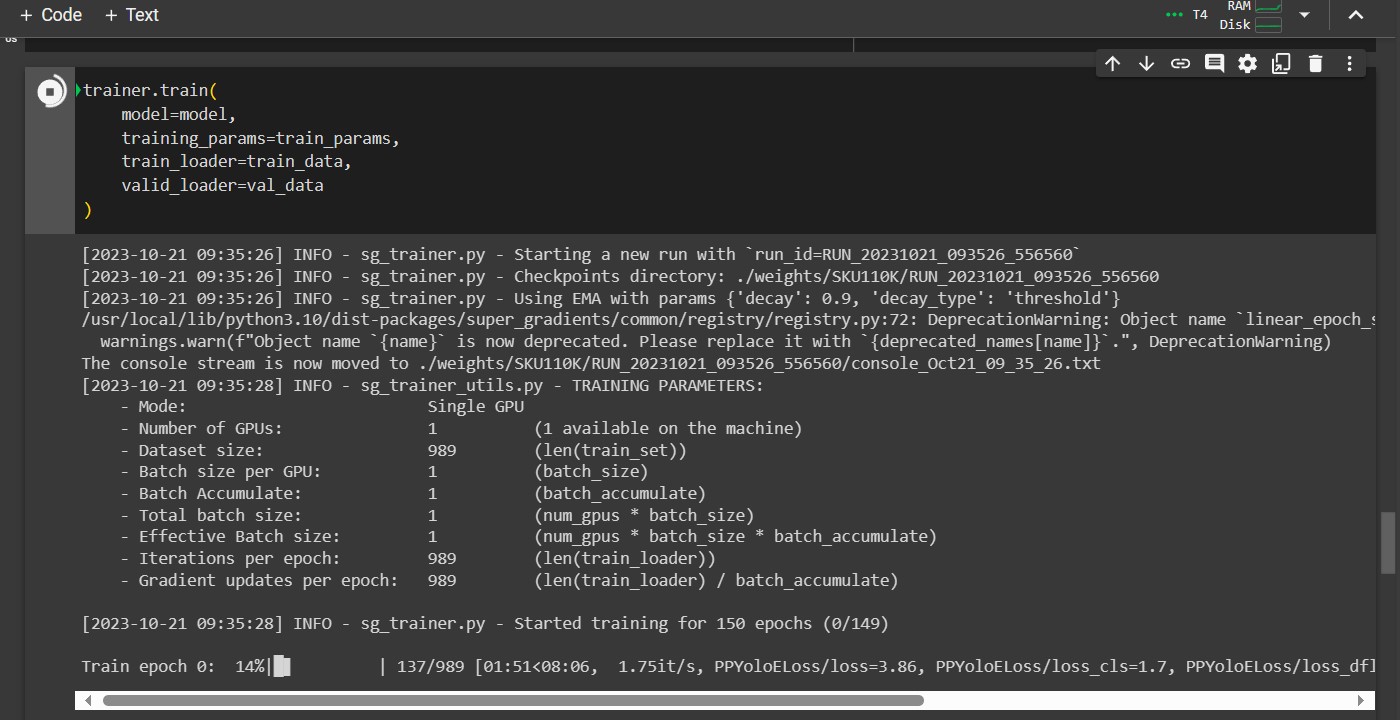 + Code + Text
T4
RAM
Disk
trainer.train(
    model=model,
    training_params=train_params,
    train_loader=train_data,
    valid_loader=val_data
)
[2023-10-21 09:35:26] INFO - sg_trainer.py - Starting a new run with `run_id=RUN_20231021_093526_556560`
[2023-10-21 09:35:26] INFO - sg_trainer.py - Checkpoints directory: ./weights/SKU110K/RUN_20231021_093526_556560
[2023-10-21 09:35:26] INFO - sg_trainer.py - Using EMA with params {'decay': 0.9, 'decay_type': 'threshold'}
/usr/local/lib/python3.10/dist-packages/super_gradients/common/registry/registry.py:72: DeprecationWarning: Object name `linear_epoch_s
  warnings.warn(f"Object name `{name}` is now deprecated. Please replace it with `{deprecated_names[name]}`.", DeprecationWarning)
The console stream is now moved to ./weights/SKU110K/RUN_20231021_093526_556560/console_Oct21_09_35_26.txt
[2023-10-21 09:35:28] INFO - sg_trainer_utils.py - TRAINING PARAMETERS:
    - Mode:                         Single GPU
    - Number of GPUs:               1          (1 available on the machine)
    - Dataset size:                 989        (len(train_set))
    - Batch size per GPU:           1          (batch_size)
    - Batch Accumulate:             1          (batch_accumulate)
    - Total batch size:             1          (num_gpus * batch_size)
    - Effective Batch size:         1          (num_gpus * batch_size * batch_accumulate)
    - Iterations per epoch:         989        (len(train_loader))
    - Gradient updates per epoch:   989        (len(train_loader) / batch_accumulate)
[2023-10-21 09:35:28] INFO - sg_trainer.py - Started training for 150 epochs (0/149)
Train epoch 0:  14%|█▍         | 137/989 [01:51<08:06,  1.75it/s, PPYoloELoss/loss=3.86, PPYoloELoss/loss_cls=1.7, PPYoloELoss/loss_dfl